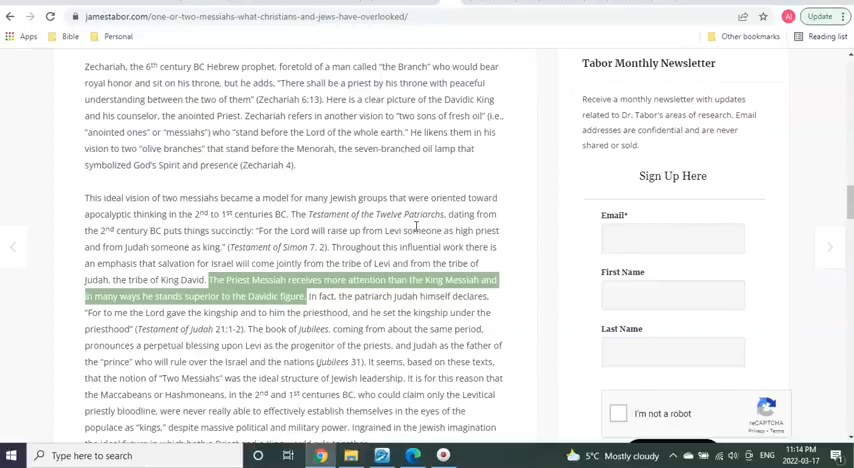 jamestabor.com/one-or-two-messiahs-what-christians-and-jews-have-overlooked/
AI
Update
Apps
Bible
Personal
Other bookmarks
Reading list
Zechariah, the 6th century BC Hebrew prophet, foretold of a man called “the Branch” who would bear
royal honor and sit on his throne, but he adds, “There shall be a priest by his throne with peaceful
understanding between the two of them” (Zechariah 6:13). Here is a clear picture of the Davidic King
and his counselor, the anointed Priest. Zechariah refers in another vision to “two sons of fresh oil” (i.e.,
“anointed ones” or “messiahs”) who “stand before the Lord of the whole earth.” He likens them in his
vision to two “olive branches” that stand before the Menorah, the seven-branched oil lamp that
symbolized God’s Spirit and presence (Zechariah 4).
This ideal vision of two messiahs became a model for many Jewish groups that were oriented toward
apocalyptic thinking in the 2nd to 1st centuries BC. The Testament of the Twelve Patriarchs, dating from
the 2nd century BC puts things succinctly: “For the Lord will raise up from Levi someone as high priest
and from Judah someone as king.” (Testament of Simon 7. 2). Throughout this influential work there is
an emphasis that salvation for Israel will come jointly from the tribe of Levi and from the tribe of
Judah, the tribe of King David. The Priest Messiah receives more attention than the King Messiah and
in many ways he stands superior to the Davidic figure. In fact, the patriarch Judah himself declares,
“For to me the Lord gave the kingship and to him the priesthood, and he set the kingship under the
priesthood” (Testament of Judah 21:1-2). The book of Jubilees, coming from about the same period,
pronounces a perpetual blessing upon Levi as the progenitor of the priests, and Judah as the father of
the “prince” who will rule over the Israel and the nations (Jubilees 31). It seems, based on these texts,
that the notion of “Two Messiahs” was the ideal structure of Jewish leadership. It is for this reason that
the Maccabeans or Hashmoneans, in the 2nd and 1st centuries BC, who could claim only the Levitical
priestly bloodline, were never really able to effectively establish themselves in the eyes of the
populace as “kings,” despite massive political and military power. Ingrained in the Jewish imagination
Tabor Monthly Newsletter
Receive a monthly newsletter with updates
related to Dr. Tabor's areas of research. Email
addresses are confidential and are never
shared or sold.
Sign Up Here
Email*
First Name
Last Name
I'm not a robot
reCAPTCHA
Privacy - Terms
Type here to search
5°C Mostly cloudy
ENG
11:14 PM
2022-03-17